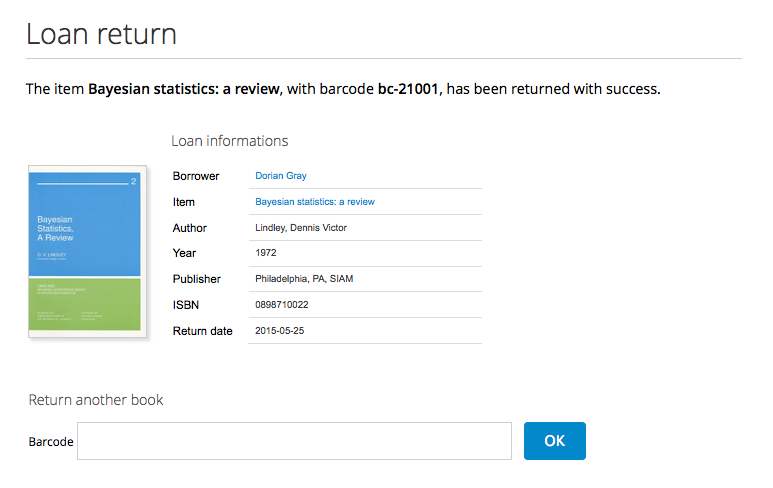 Loan return
The item Bayesian statistics: a review, with barcode bc-21001, has been returned with success.
Loan informations
2
Bayesian
Statistics,
A Review
D. V. LINDLEY
Borrower Dorian Gray
Item Bayesian statistics: a review
Author Lindley, Dennis Victor
Year 1972
Publisher Philadelphia, PA, SIAM
ISBN 0898710022
Return date 2015-05-25
Return another book
Barcode
OK